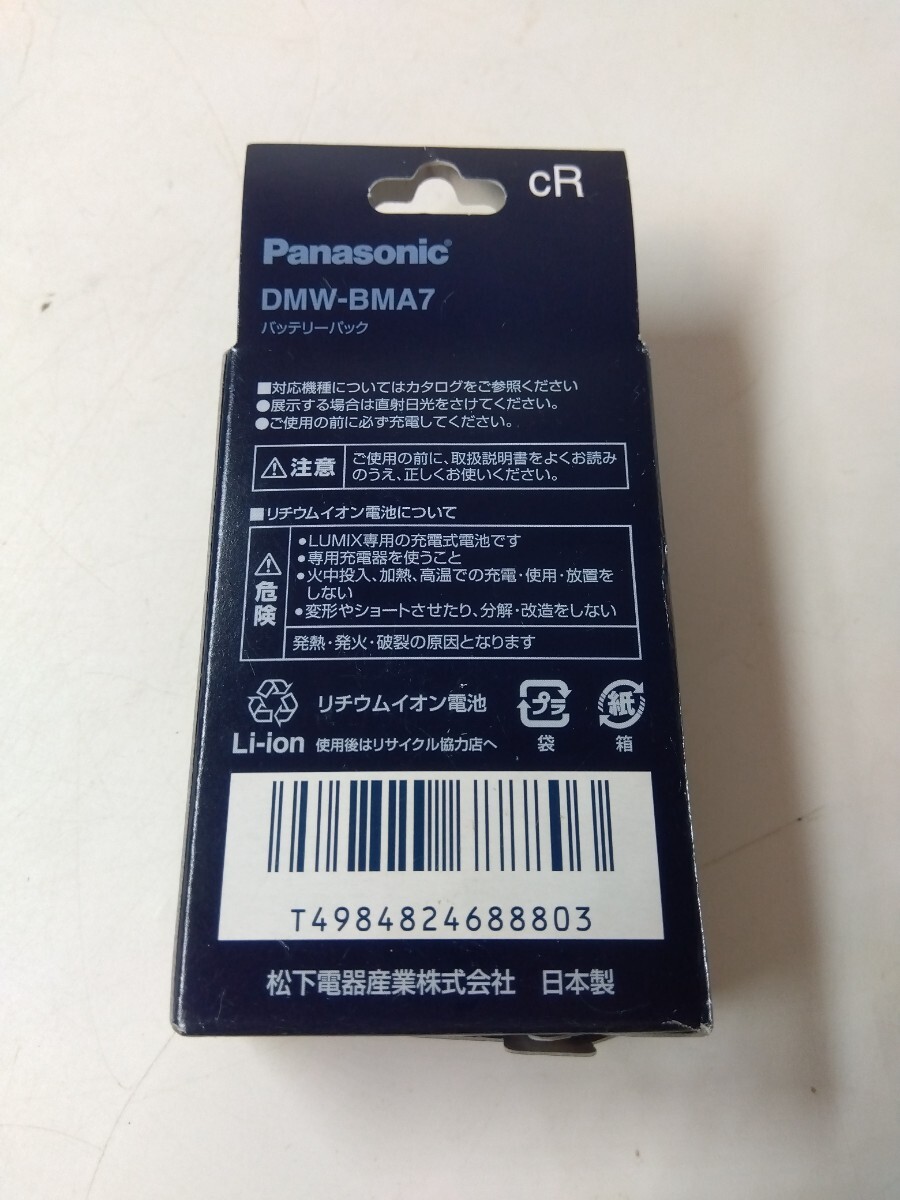 cR
Panasonic®
DMW-BMA7
バッテリーパック
■対応機種についてはカタログをご参照ください
●展示する場合は直射日光をさけてください。
●ご使用の前に必ず充電してください。
⚠注意
ご使用の前に、取扱説明書をよくお読み
のうえ、正しくお使いください。
■リチウムイオン電池について
⚠危険
●LUMIX専用の充電式電池です
●専用充電器を使うこと
●火中投入、加熱、高温での充電・使用・放置を
しない
●変形やショートさせたり、分解・改造をしない
発熱・発火・破裂の原因となります
リチウムイオン電池
プラ
紙
Li-ion 使用後はリサイクル協力店へ
袋
箱
T4984824688803
松下電器産業株式会社 日本製